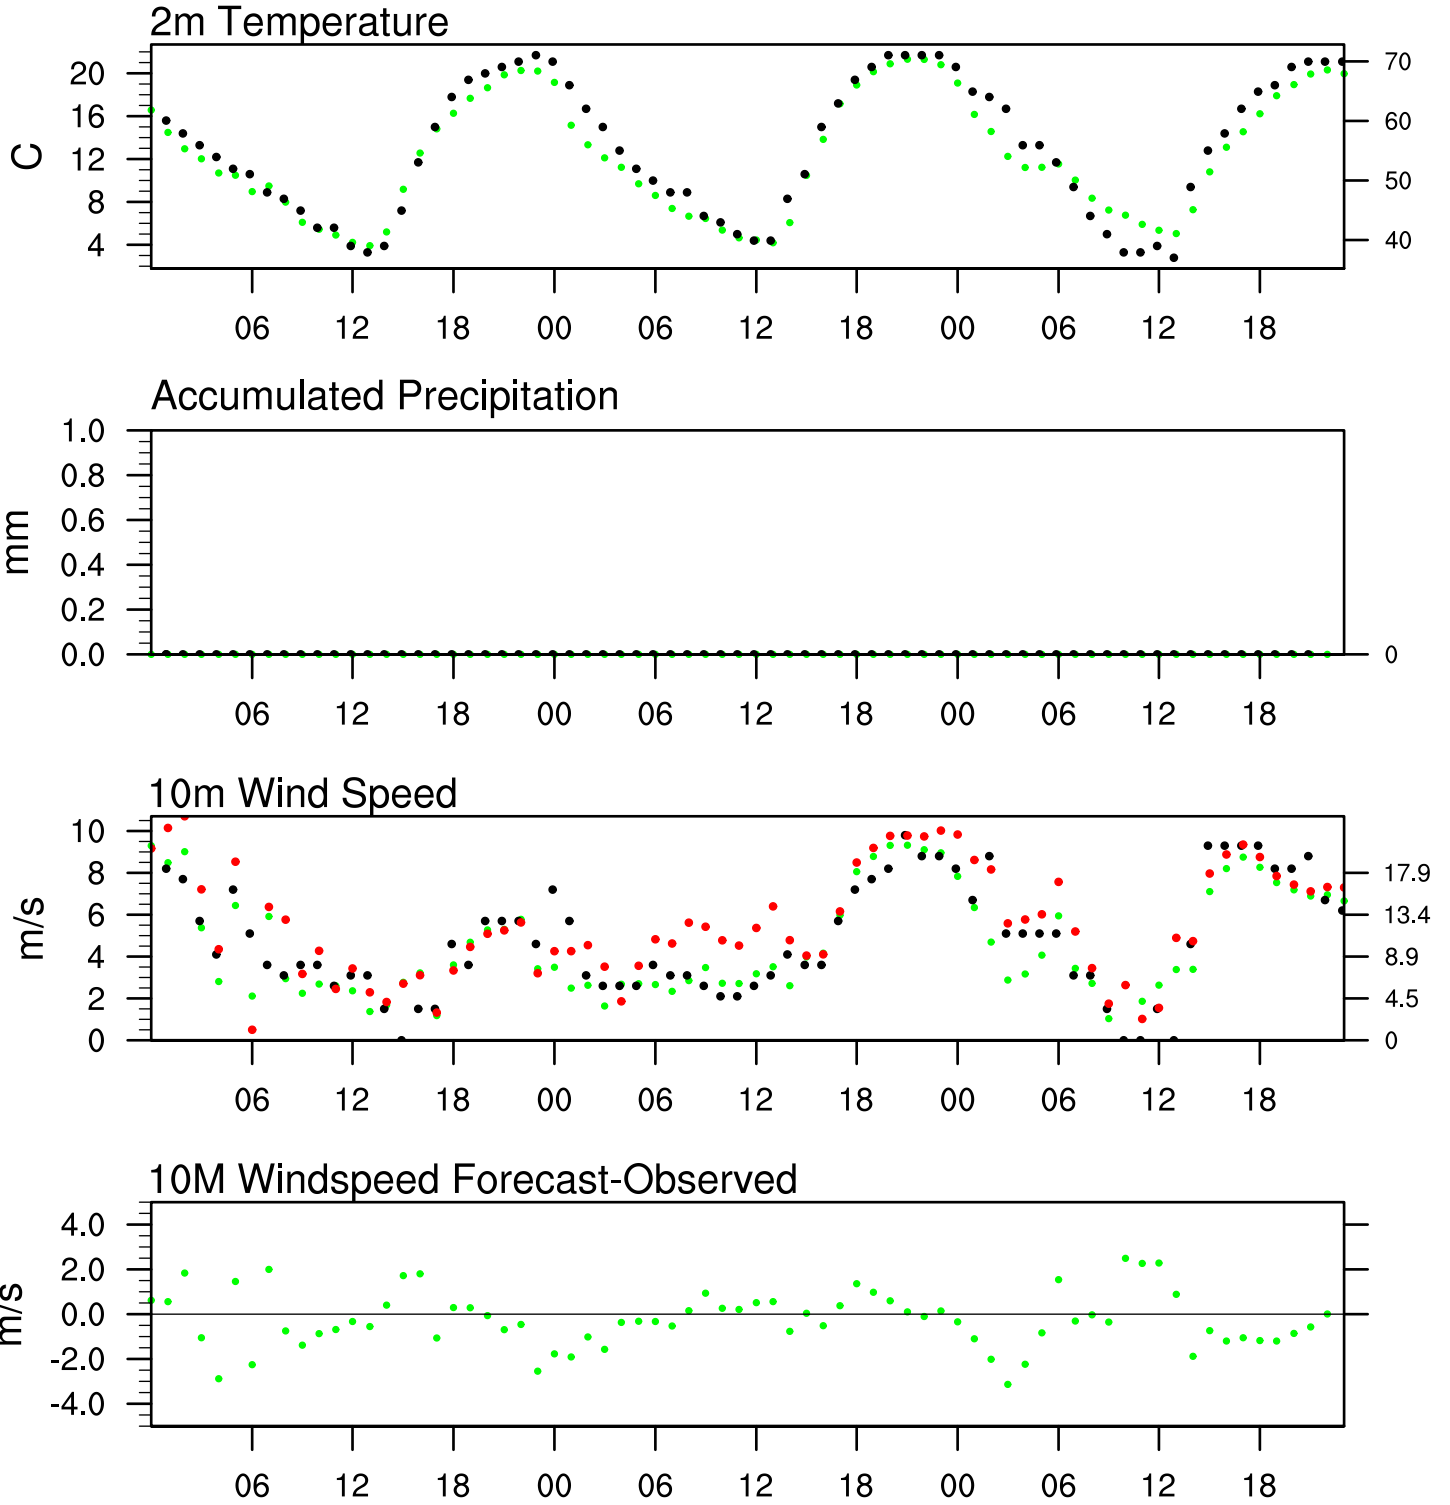 2m Temperature
20
16
12
8
4
C
70
60
50
40
06 12 18 00 06 12 18 00 06 12 18
Accumulated Precipitation
1.0
0.8
0.6
0.4
0.2
0.0
mm
0
06 12 18 00 06 12 18 00 06 12 18
10m Wind Speed
10
8
6
4
2
0
m/s
17.9
13.4
8.9
4.5
0
06 12 18 00 06 12 18 00 06 12 18
10M Windspeed Forecast-Observed
4.0
2.0
0.0
-2.0
-4.0
m/s
06 12 18 00 06 12 18 00 06 12 18